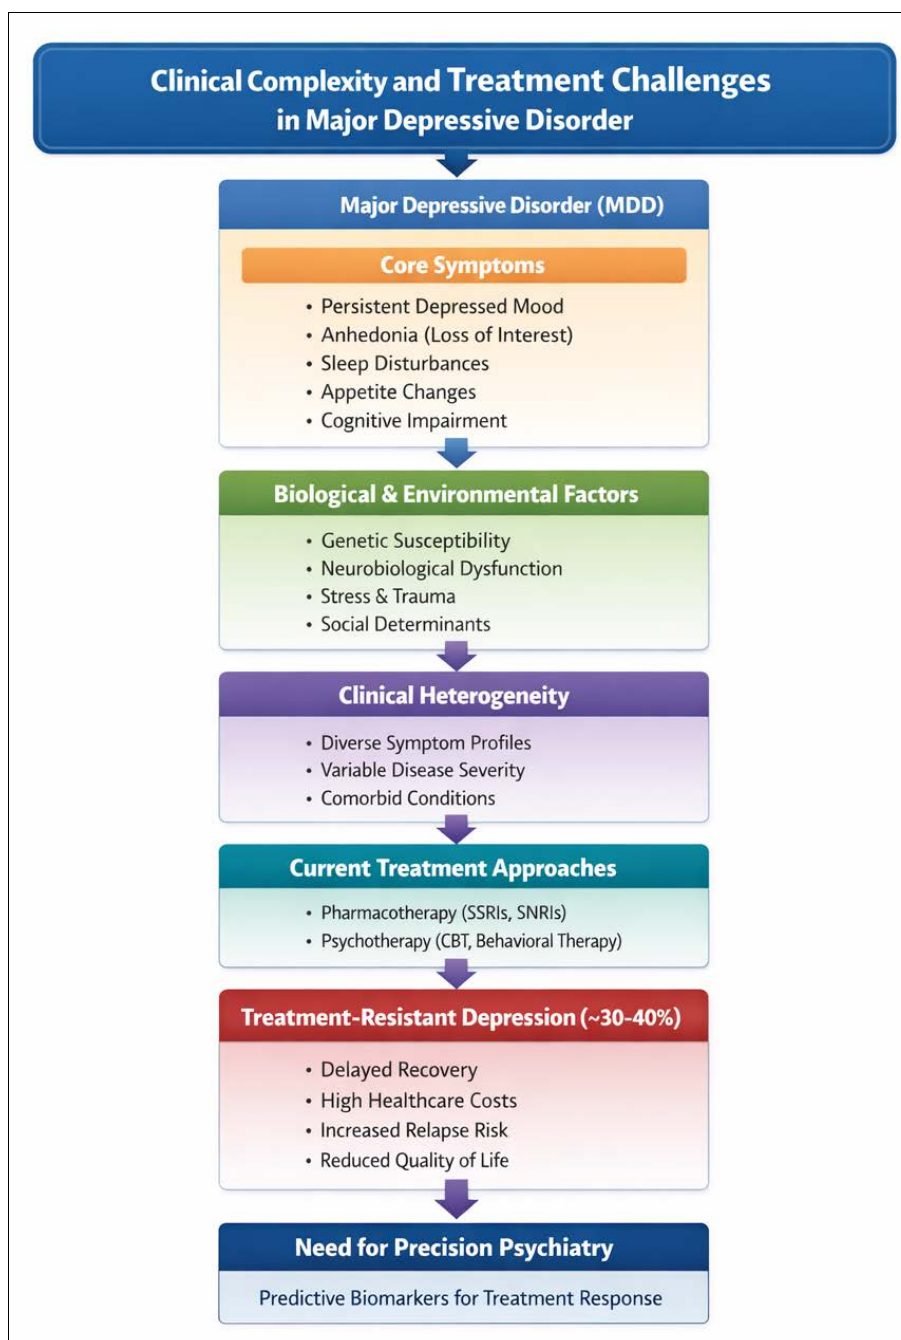 Clinical Complexity and Treatment Challenges
in Major Depressive Disorder
Major Depressive Disorder (MDD)
Core Symptoms
• Persistent Depressed Mood
• Anhedonia (Loss of Interest)
• Sleep Disturbances
• Appetite Changes
• Cognitive Impairment
Biological & Environmental Factors
• Genetic Susceptibility
• Neurobiological Dysfunction
• Stress & Trauma
• Social Determinants
Clinical Heterogeneity
• Diverse Symptom Profiles
• Variable Disease Severity
• Comorbid Conditions
Current Treatment Approaches
• Pharmacotherapy (SSRIs, SNRIs)
• Psychotherapy (CBT, Behavioral Therapy)
Treatment-Resistant Depression (~30-40%)
• Delayed Recovery
• High Healthcare Costs
• Increased Relapse Risk
• Reduced Quality of Life
Need for Precision Psychiatry
Predictive Biomarkers for Treatment Response